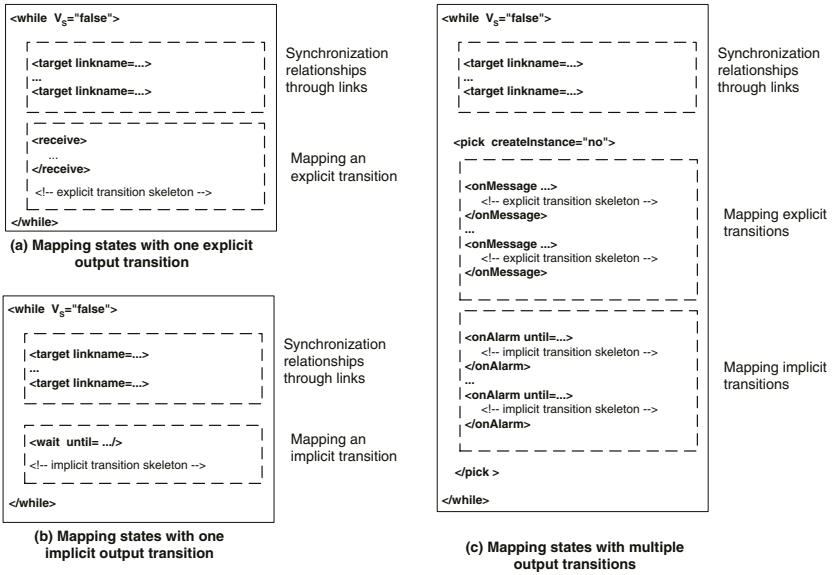 <while Vs="false">
<target linkname=...>
...
<target linkname=...>
Synchronization
relationships
through links
<receive>
...
</receive>
<!-- explicit transition skeleton -->
Mapping an
explicit transition
</while>
(a) Mapping states with one explicit
output transition
<while Vs="false">
<target linkname=...>
...
<target linkname=...>
Synchronization
relationships
through links
<wait until= .../>
<!-- implicit transition skeleton -->
Mapping an
implicit transition
</while>
(b) Mapping states with one
implicit output transition
<while Vs="false">
<target linkname=...>
...
<target linkname=...>
Synchronization
relationships
through links
<pick createInstance="no">
<onMessage ...>
<!-- explicit transition skeleton -->
</onMessage>
...
<onMessage ...>
<!-- explicit transition skeleton -->
</onMessage>
Mapping explicit
transitions
<onAlarm until=...>
<!-- implicit transition skeleton -->
</onAlarm>
...
<onAlarm until=...>
<!-- implicit transition skeleton -->
</onAlarm>
Mapping implicit
transitions
</pick >
</while>
(c) Mapping states with multiple
output transitions